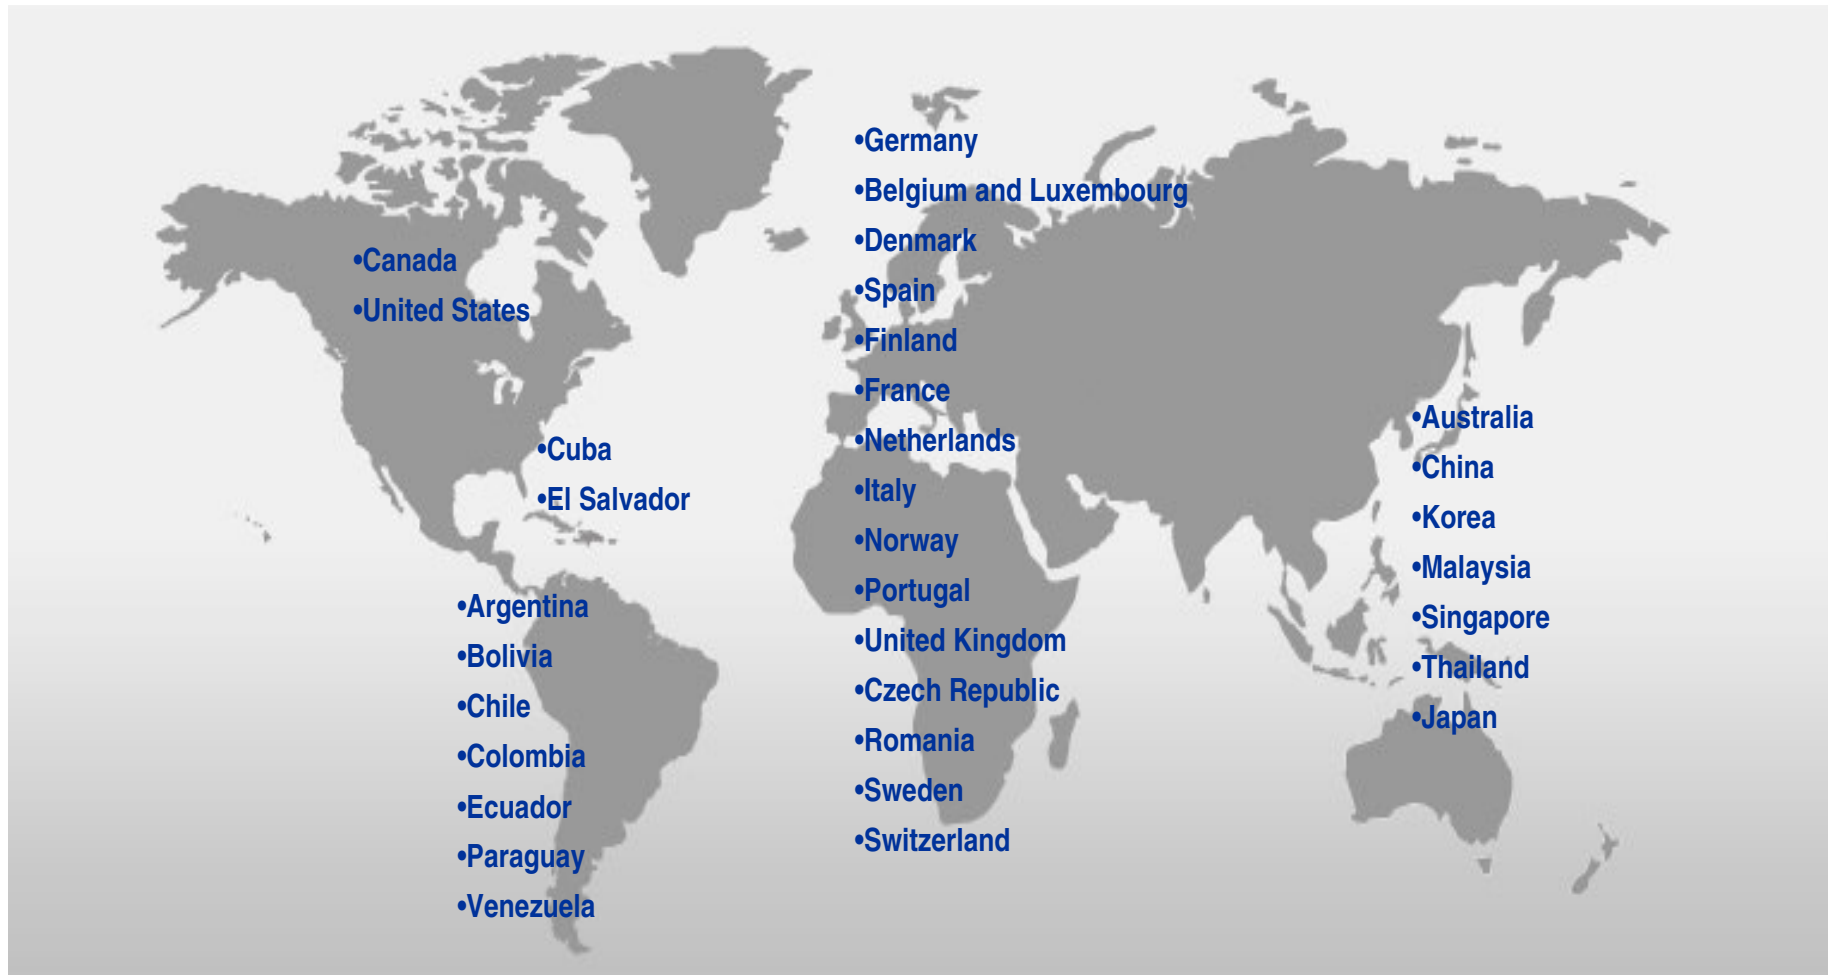 •Canada
•United States
•Cuba
•El Salvador
•Argentina
•Bolivia
•Chile
•Colombia
•Ecuador
•Paraguay
•Venezuela
•Germany
•Belgium and Luxembourg
•Denmark
•Spain
•Finland
•France
•Netherlands
•Italy
•Norway
•Portugal
•United Kingdom
•Czech Republic
•Romania
•Sweden
•Switzerland
•Australia
•China
•Korea
•Malaysia
•Singapore
•Thailand
•Japan